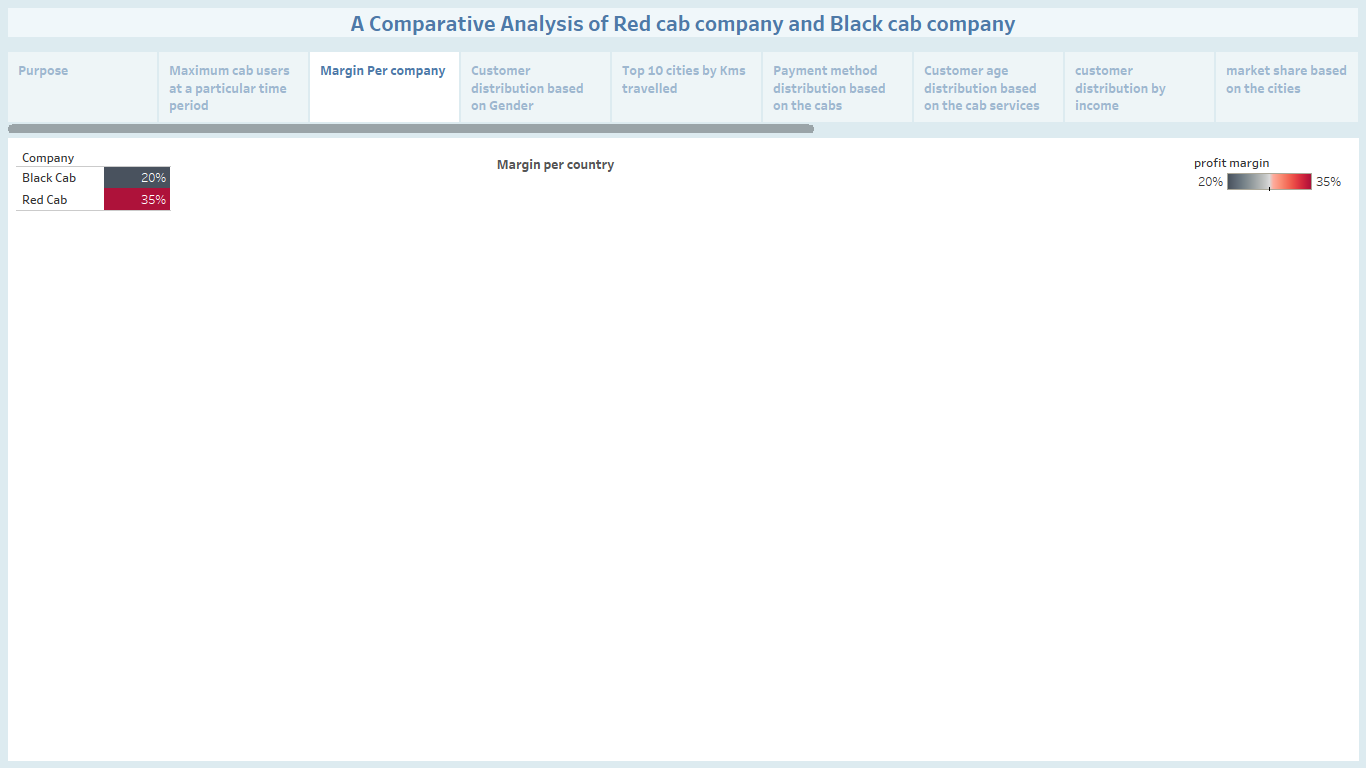 A Comparative Analysis of Red cab company and Black cab company
Purpose
Maximum cab users
at a particular time
period
Margin Per company
Customer
distribution based
on Gender
Top 10 cities by Kms
travelled
Payment method
distribution based
on the cabs
Customer age
distribution based
on the cab services
customer
distribution by
income
market share based
on the cities
Company
Black Cab 20%
Red Cab 35%
Margin per country
profit margin
20% 35%